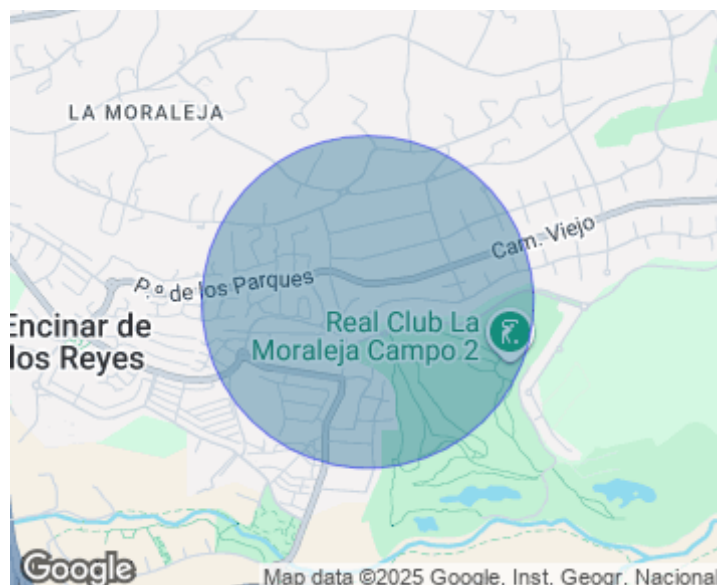 LA MORALEJA
Cam. Viejo
P.º de los Parques
Encinar de
los Reyes
Real Club La
Moraleja Campo 2
Google
Map data ©2025 Google, Inst. Geogr. Nacional